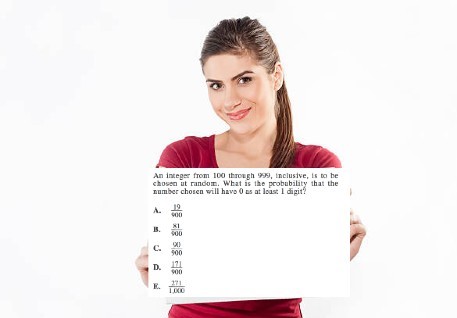 An integer from 100 through 999, inclusive, is to be
chosen at random. What is the probability that the
number chosen will have 0 as at least 1 digit?
A. 19/900
B. 81/900
C. 90/900
D. 171/900
E. 271/1,000